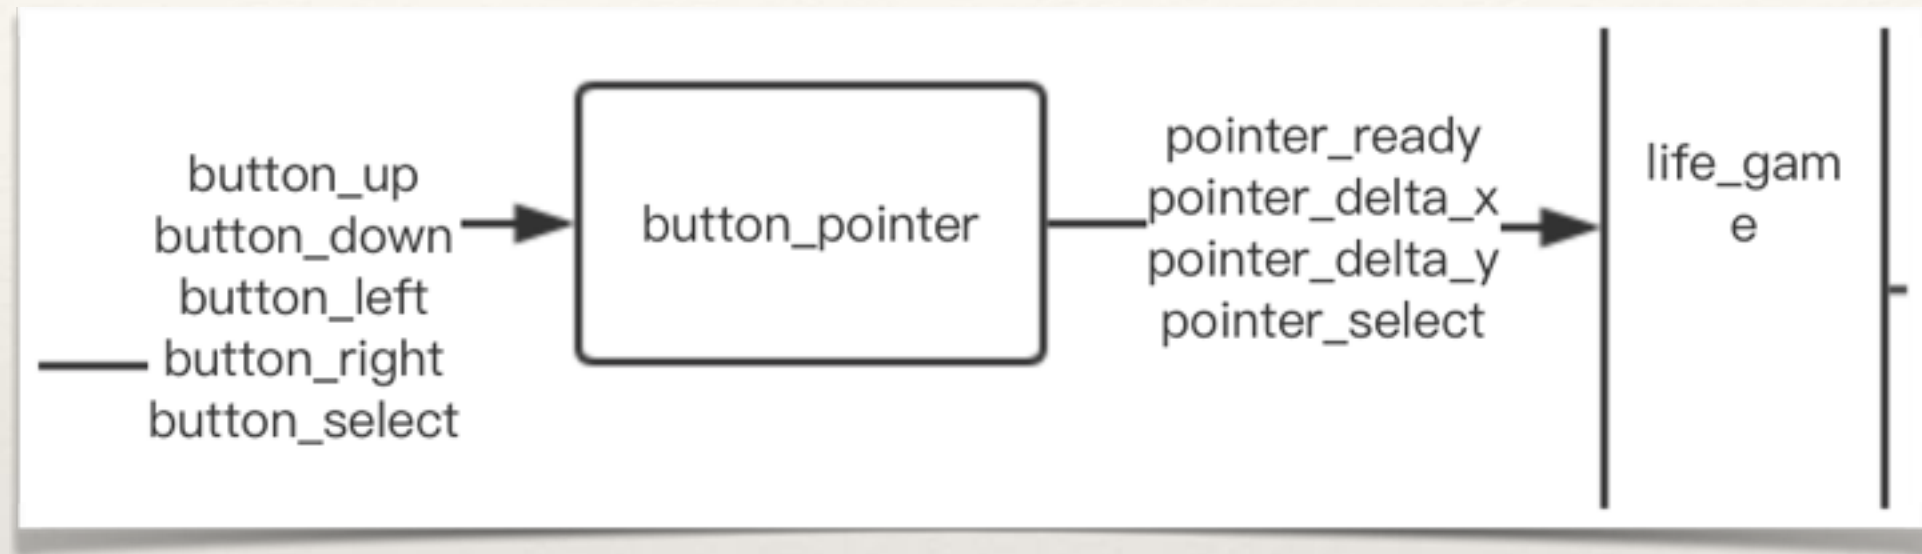 button_up
button_down
button_left
button_right
button_select
button_pointer
pointer_ready
pointer_delta_x
pointer_delta_y
pointer_select
life_gam
e